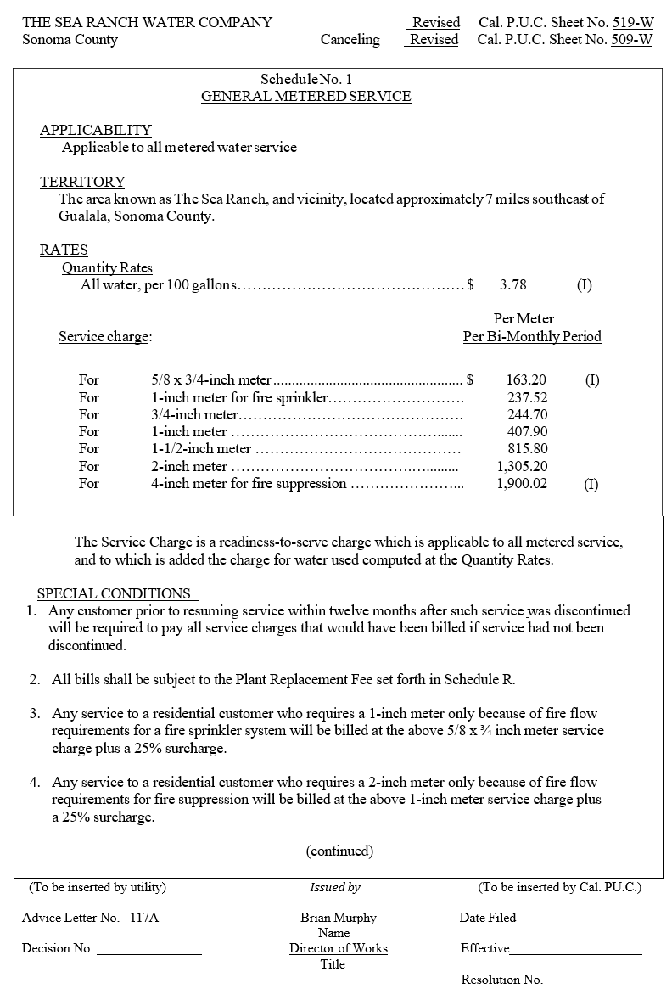 THE SEA RANCH WATER COMPANY Revised Cal. P.U.C. Sheet No. 519-W
Sonoma County Canceling Revised Cal. P.U.C. Sheet No. 509-W
Schedule No. 1
GENERAL METERED SERVICE
APPLICABILITY
Applicable to all metered water service
TERRITORY
The area known as The Sea Ranch, and vicinity, located approximately 7 miles southeast of
Gualala, Sonoma County.
RATES
Quantity Rates
All water, per 100 gallons……………………………………… $ 3.78 (I)
Per Meter
Service charge: Per Bi-Monthly Period
For 5/8 x 3/4-inch meter.................................................. $ 163.20 (I)
For 1-inch meter for fire sprinkler……………………… 237.52
For 3/4-inch meter……………………………………… 244.70
For 1-inch meter ………………………………….…...... 407.90
For 1-1/2-inch meter …………………………………… 815.80
For 2-inch meter …………………………………......... 1,305.20
For 4-inch meter for fire suppression …………………... 1,900.02 (I)
The Service Charge is a readiness-to-serve charge which is applicable to all metered service,
and to which is added the charge for water used computed at the Quantity Rates.
SPECIAL CONDITIONS
1. Any customer prior to resuming service within twelve months after such service was discontinued
will be required to pay all service charges that would have been billed if service had not been
discontinued.
2. All bills shall be subject to the Plant Replacement Fee set forth in Schedule R.
3. Any service to a residential customer who requires a 1-inch meter only because of fire flow
requirements for a fire sprinkler system will be billed at the above 5/8 x ¾ inch meter service
charge plus a 25% surcharge.
4. Any service to a residential customer who requires a 2-inch meter only because of fire flow
requirements for fire suppression will be billed at the above 1-inch meter service charge plus
a 25% surcharge.
(continued)
(To be inserted by utility) Issued by (To be inserted by Cal. PU.C.)
Advice Letter No. 117A Brian Murphy Date Filed
Name
Decision No. Director of Works Effective
Title
Resolution No.